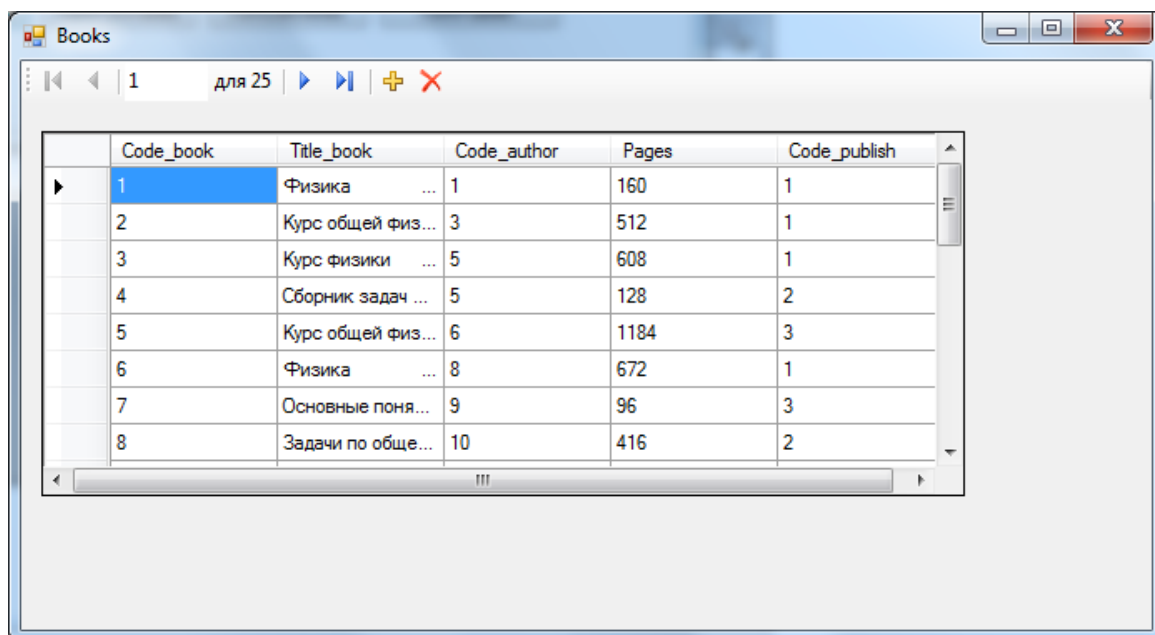 Books
1 для 25
Code_book Title_book Code_author Pages Code_publish
1 Физика ... 1 160 1
2 Курс общей физ... 3 512 1
3 Курс физики ... 5 608 1
4 Сборник задач ... 5 128 2
5 Курс общей физ... 6 1184 3
6 Физика ... 8 672 1
7 Основные поня... 9 96 3
8 Задачи по обще... 10 416 2